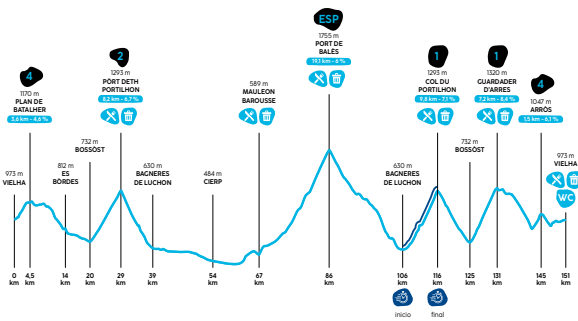 4
1170 m
PLAN DE
BATALHER
3,6 km - 4,6 %
2
1293 m
PÒRT DETH
PORTILHON
8,2 km - 6,7 %
ESP
1755 m
PORT DE
BALÈS
19,1 km - 6 %
1
1293 m
COL DU
PORTILHON
9,8 km - 7,1 %
1
1320 m
GUARDADER
D'ARRES
7,2 km - 8,4 %
4
1047 m
ARRÒS
1,5 km - 6,1 %
973 m
VIELHA
812 m
ES
BÒRDES
732 m
BOSSÒST
630 m
BAGNERES
DE LUCHON
484 m
CIERP
589 m
MAULEON
BAROUSSE
630 m
BAGNERES
DE LUCHON
732 m
BOSSÒST
973 m
VIELHA
WC
0
km
4,5
km
14
km
20
km
29
km
39
km
54
km
67
km
86
km
106
km
116
km
125
km
131
km
145
km
151
km
inicio
final